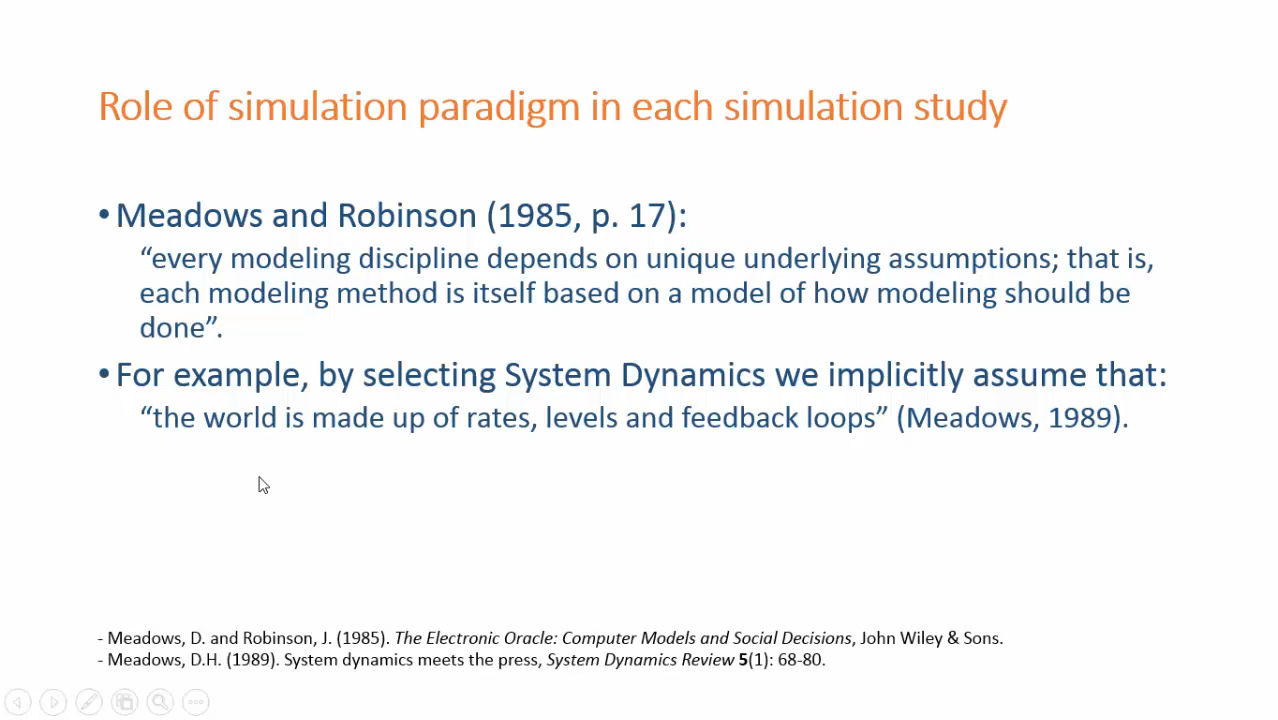 Role of simulation paradigm in each simulation study
• Meadows and Robinson (1985, p. 17):
“every modeling discipline depends on unique underlying assumptions; that is,
each modeling method is itself based on a model of how modeling should be
done”.
• For example, by selecting System Dynamics we implicitly assume that:
“the world is made up of rates, levels and feedback loops” (Meadows, 1989).
- Meadows, D. and Robinson, J. (1985). The Electronic Oracle: Computer Models and Social Decisions, John Wiley & Sons.
- Meadows, D.H. (1989). System dynamics meets the press, System Dynamics Review 5(1): 68-80.